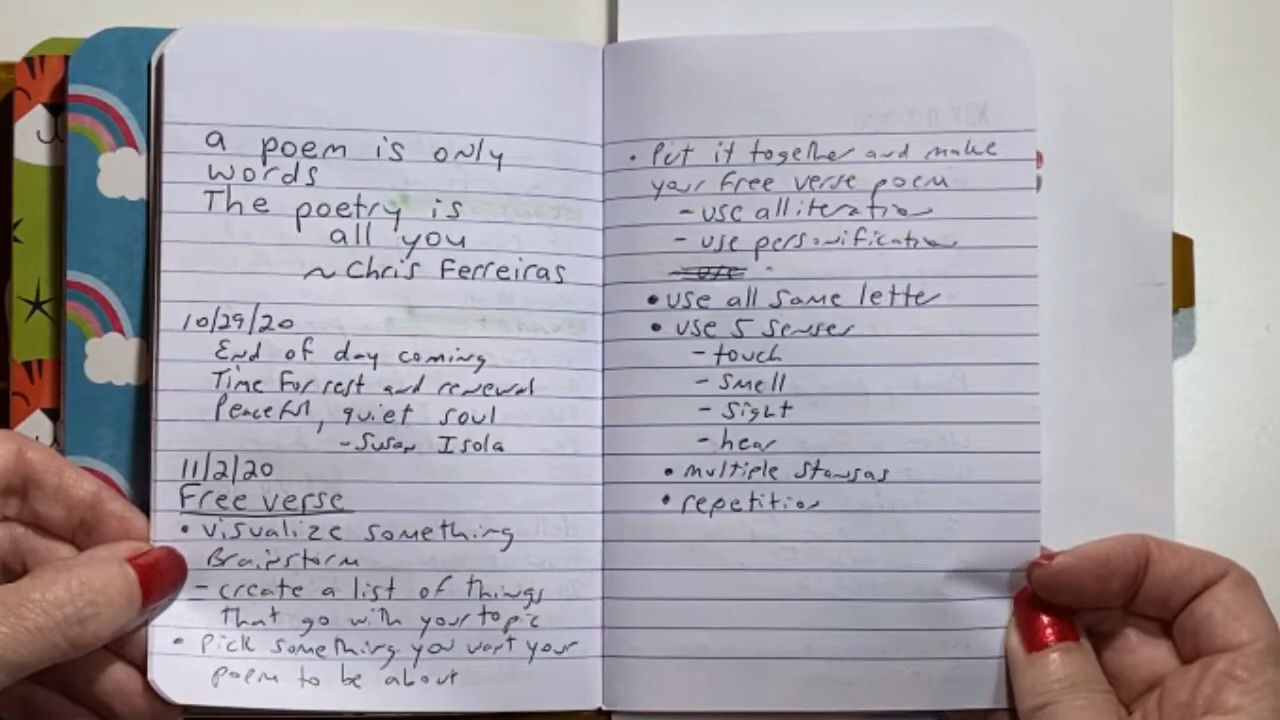 a poem is only
words
The poetry is
all you
~ Chris Ferreiras
10/29/20
End of day coming
Time For rest and renewal
Peaceful, quiet soul
- Susan Isola
11/2/20
Free verse
• visualize something
Brainstorm
- create a list of things
that go with your topic
• Pick something you want your
poem to be about
• Put it together and make
your free verse poem
- use alliteration
- use personification
• use all same letter
• use 5 senses
- touch
- smell
- sight
- hear
• multiple stansas
• repetition